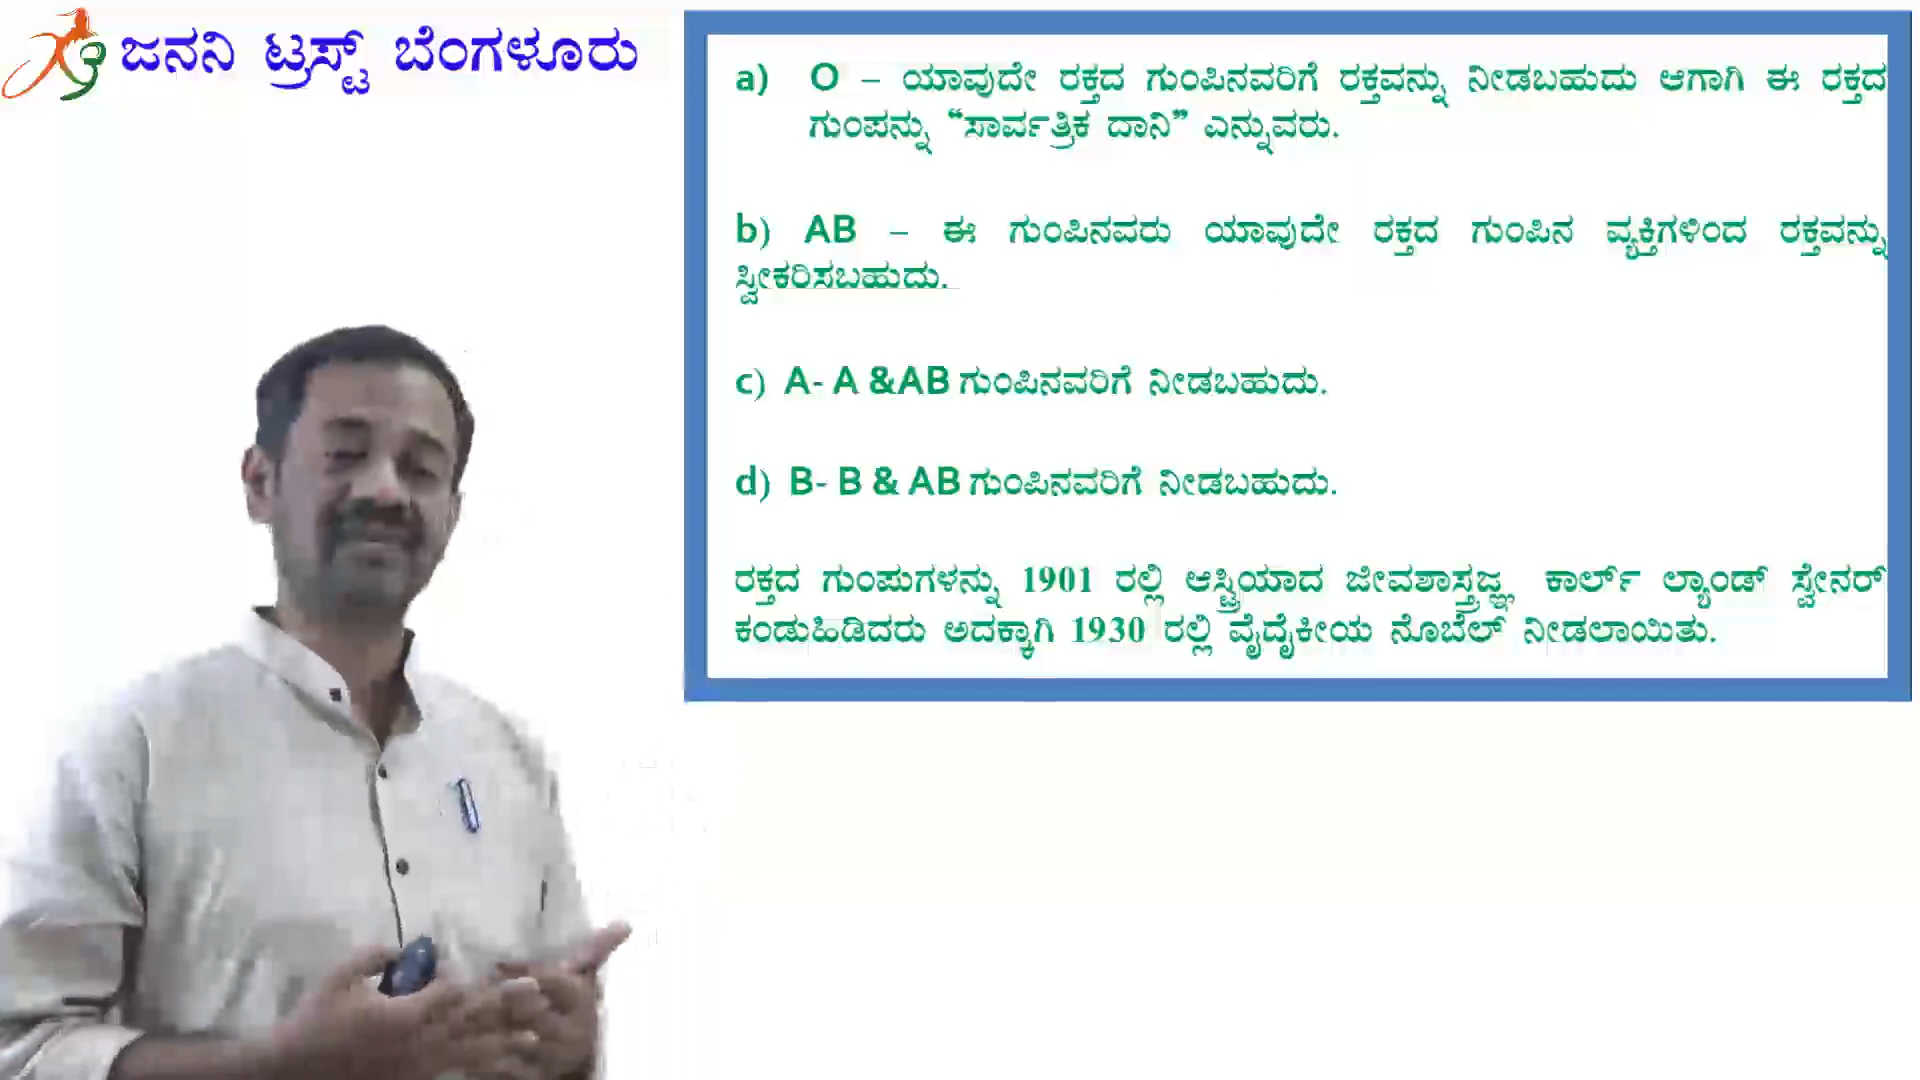 ಜನನಿ ಟ್ರಸ್ಟ್ ಬೆಂಗಳೂರು
a) O – ಯಾವುದೇ ರಕ್ತದ ಗುಂಪಿನವರಿಗೆ ರಕ್ತವನ್ನು ನೀಡಬಹುದು ಆಗಾಗಿ ಈ ರಕ್ತದ
ಗುಂಪನ್ನು “ಸಾರ್ವತ್ರಿಕ ದಾನಿ” ಎನ್ನುವರು.
b) AB – ಈ ಗುಂಪಿನವರು ಯಾವುದೇ ರಕ್ತದ ಗುಂಪಿನ ವ್ಯಕ್ತಿಗಳಿಂದ ರಕ್ತವನ್ನು
ಸ್ವೀಕರಿಸಬಹುದು.
c) A- A &AB ಗುಂಪಿನವರಿಗೆ ನೀಡಬಹುದು.
d) B- B & AB ಗುಂಪಿನವರಿಗೆ ನೀಡಬಹುದು.
ರಕ್ತದ ಗುಂಪುಗಳನ್ನು 1901 ರಲ್ಲಿ ಆಸ್ಟ್ರಿಯಾದ ಜೀವಶಾಸ್ತ್ರಜ್ಞ ಕಾರ್ಲ್ ಲ್ಯಾಂಡ್ ಸ್ಟೇನರ್
ಕಂಡುಹಿಡಿದರು ಅದಕ್ಕಾಗಿ 1930 ರಲ್ಲಿ ವೈದೈಕೀಯ ನೊಬೆಲ್ ನೀಡಲಾಯಿತು.